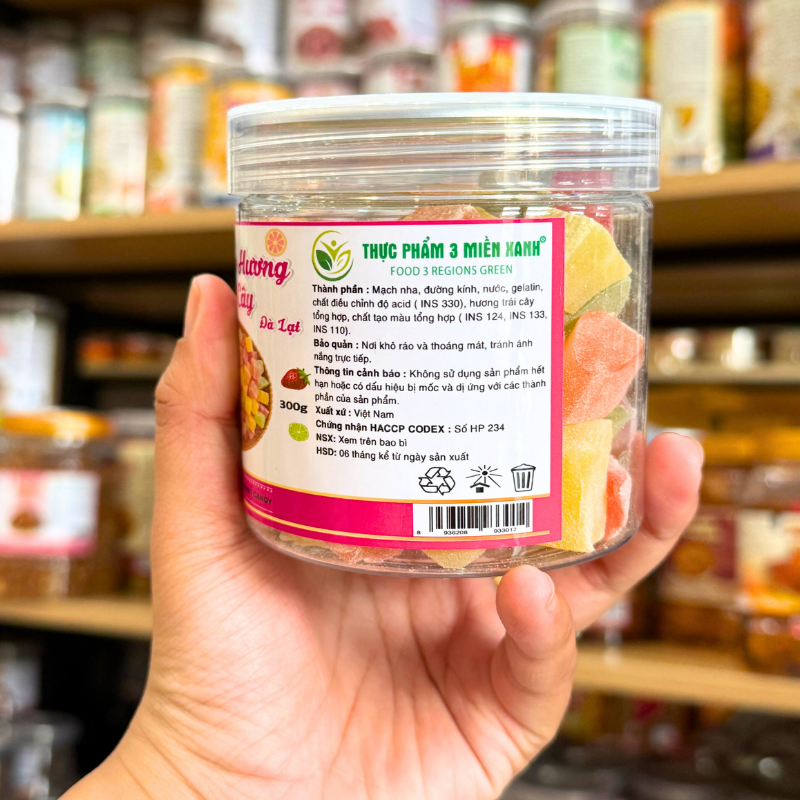 Hương
Cây
Đà Lạt
300g
THỰC PHẨM 3 MIỀN XANH®
FOOD 3 REGIONS GREEN
Thành phần : Mạch nha, đường kính, nước, gelatin,
chất điều chỉnh độ acid ( INS 330), hương trái cây
tổng hợp, chất tạo màu tổng hợp ( INS 124, INS 133,
INS 110).
Bảo quản : Nơi khô ráo và thoáng mát, tránh ánh
nắng trực tiếp.
Thông tin cảnh báo : Không sử dụng sản phẩm hết
hạn hoặc có dấu hiệu bị mốc và dị ứng với các thành
phần của sản phẩm.
Xuất xứ : Việt Nam
Chứng nhận HACCP CODEX : Số HP 234
NSX: Xem trên bao bì
HSD: 06 tháng kể từ ngày sản xuất
CANDY
8 936208 933017